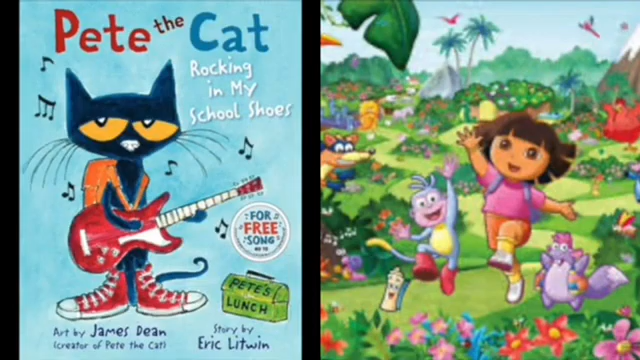 Pete the Cat
Rocking
in My
School Shoes
FOR
FREE
SONG
PETE'S
LUNCH
Art by James Dean
(creator of Pete the Cat)
Story by
Eric Litwin